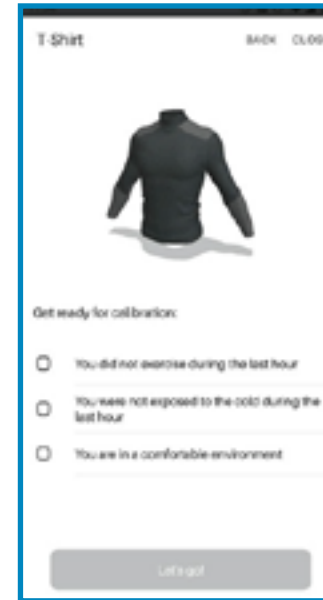 T-Shirt BACK CLOS
Get ready for calibration:
You did not exercise during the last hour
You were not exposed to the cold during the
last hour
You are in a comfortable environment
Let's go!